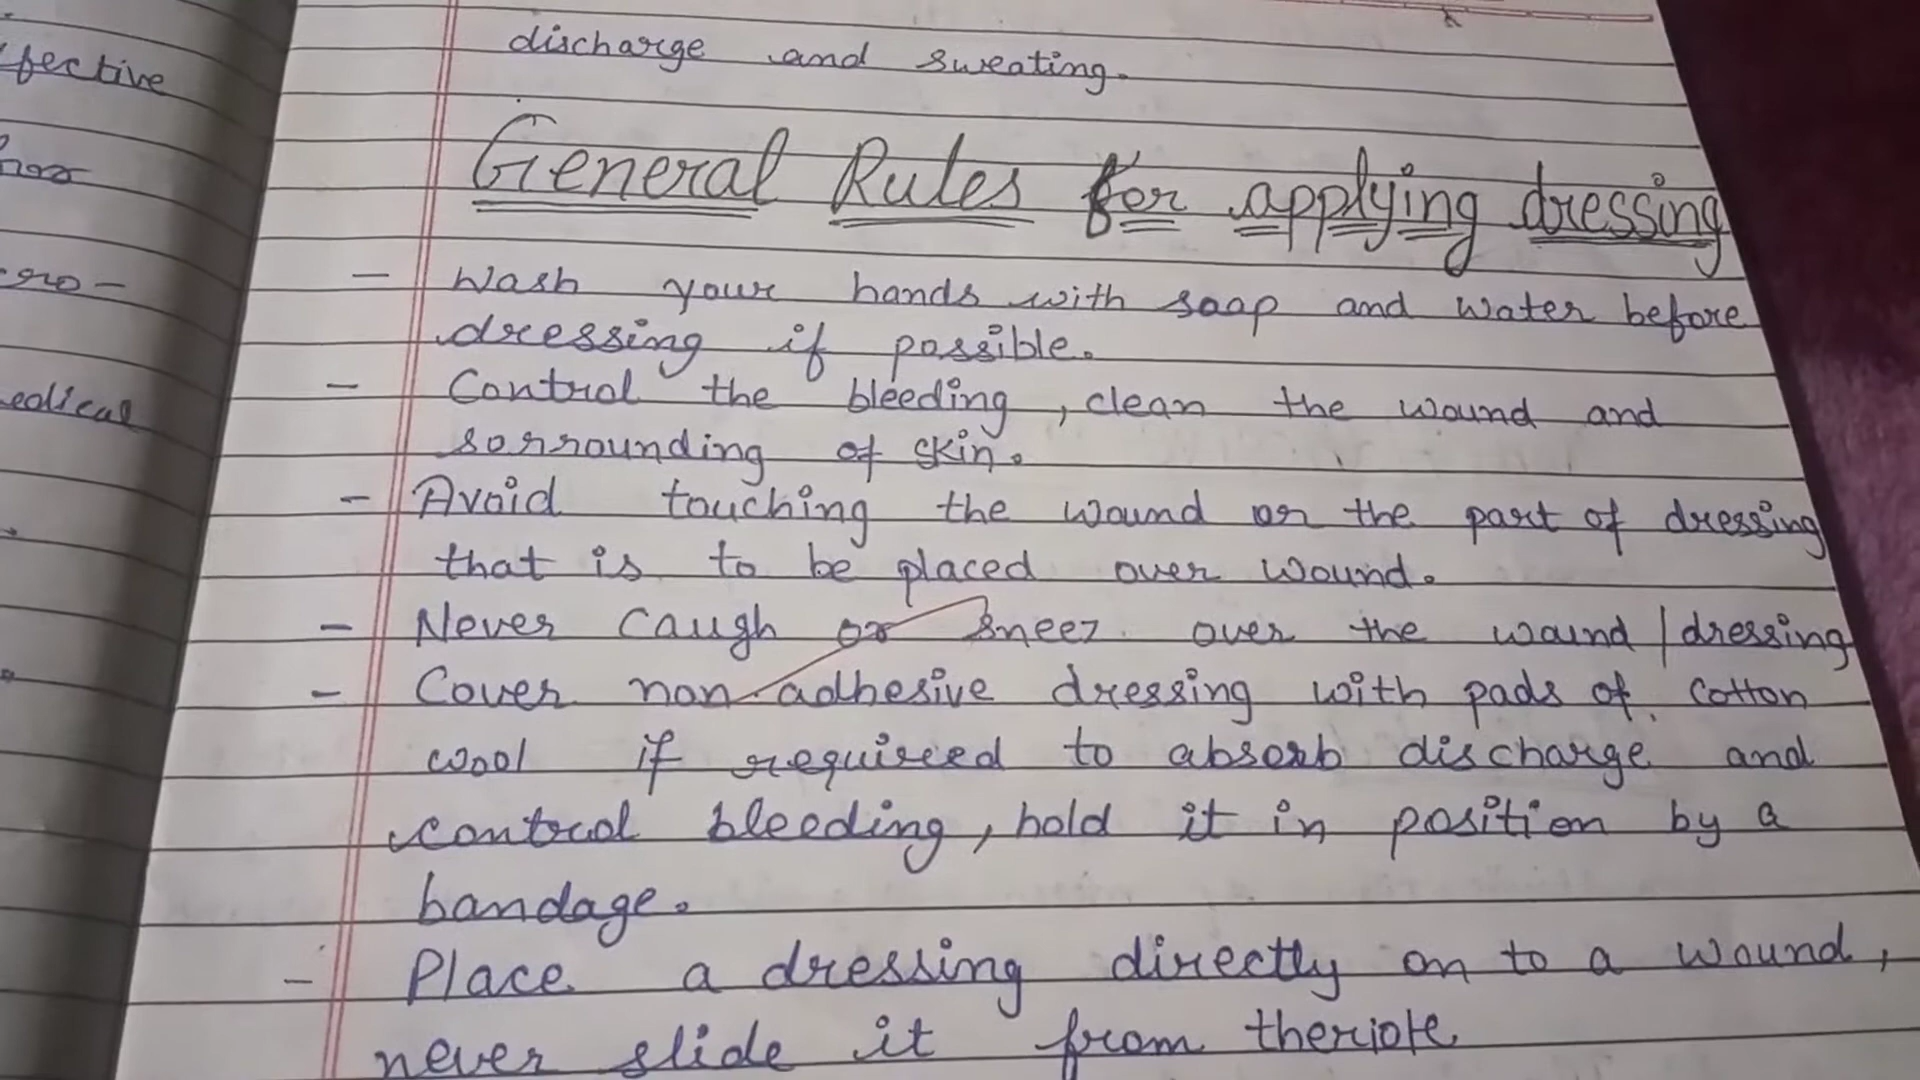 discharge and sweating.
General Rules for applying dressing
- Wash your hands with soap and water before
dressing if possible.
- Control the bleeding, clean the wound and
sorrounding of skin.
- Avoid touching the wound or the part of dressing
that is to be placed over wound.
- Never caugh or sneez over the wound / dressing
- Cover non-adhesive dressing with pads of cotton
wool if required to absorb discharge and
control bleeding, hold it in position by a
bandage.
- Place a dressing directly on to a wound,
never slide it from
fective
edical